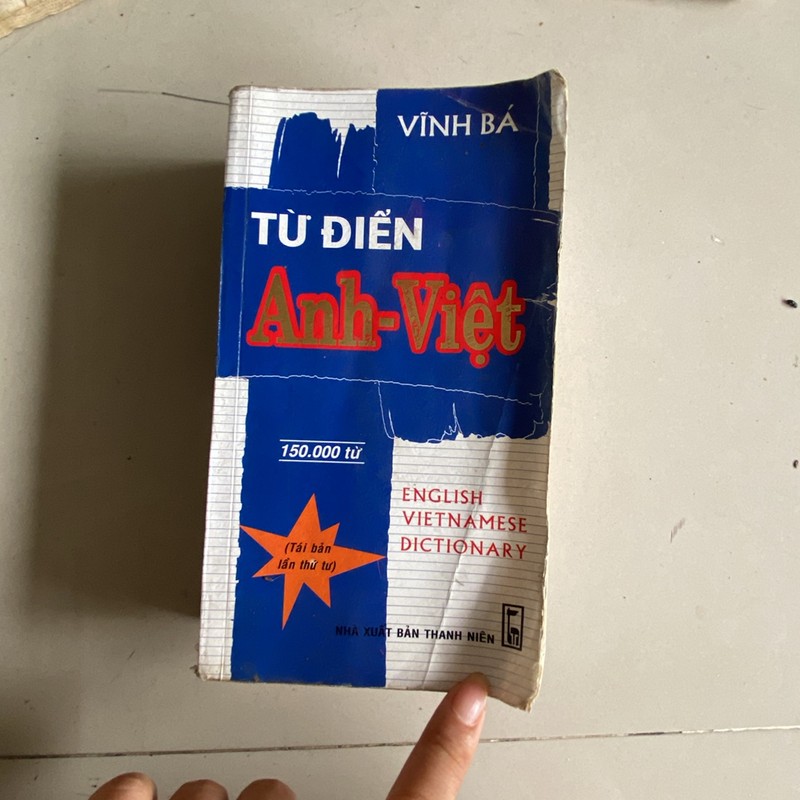 VĨNH BÁ
TỪ ĐIỂN
Anh-Việt
150.000 từ
ENGLISH
VIETNAMESE
DICTIONARY
(Tái bản
lần thứ tư)
NHÀ XUẤT BẢN THANH NIÊN